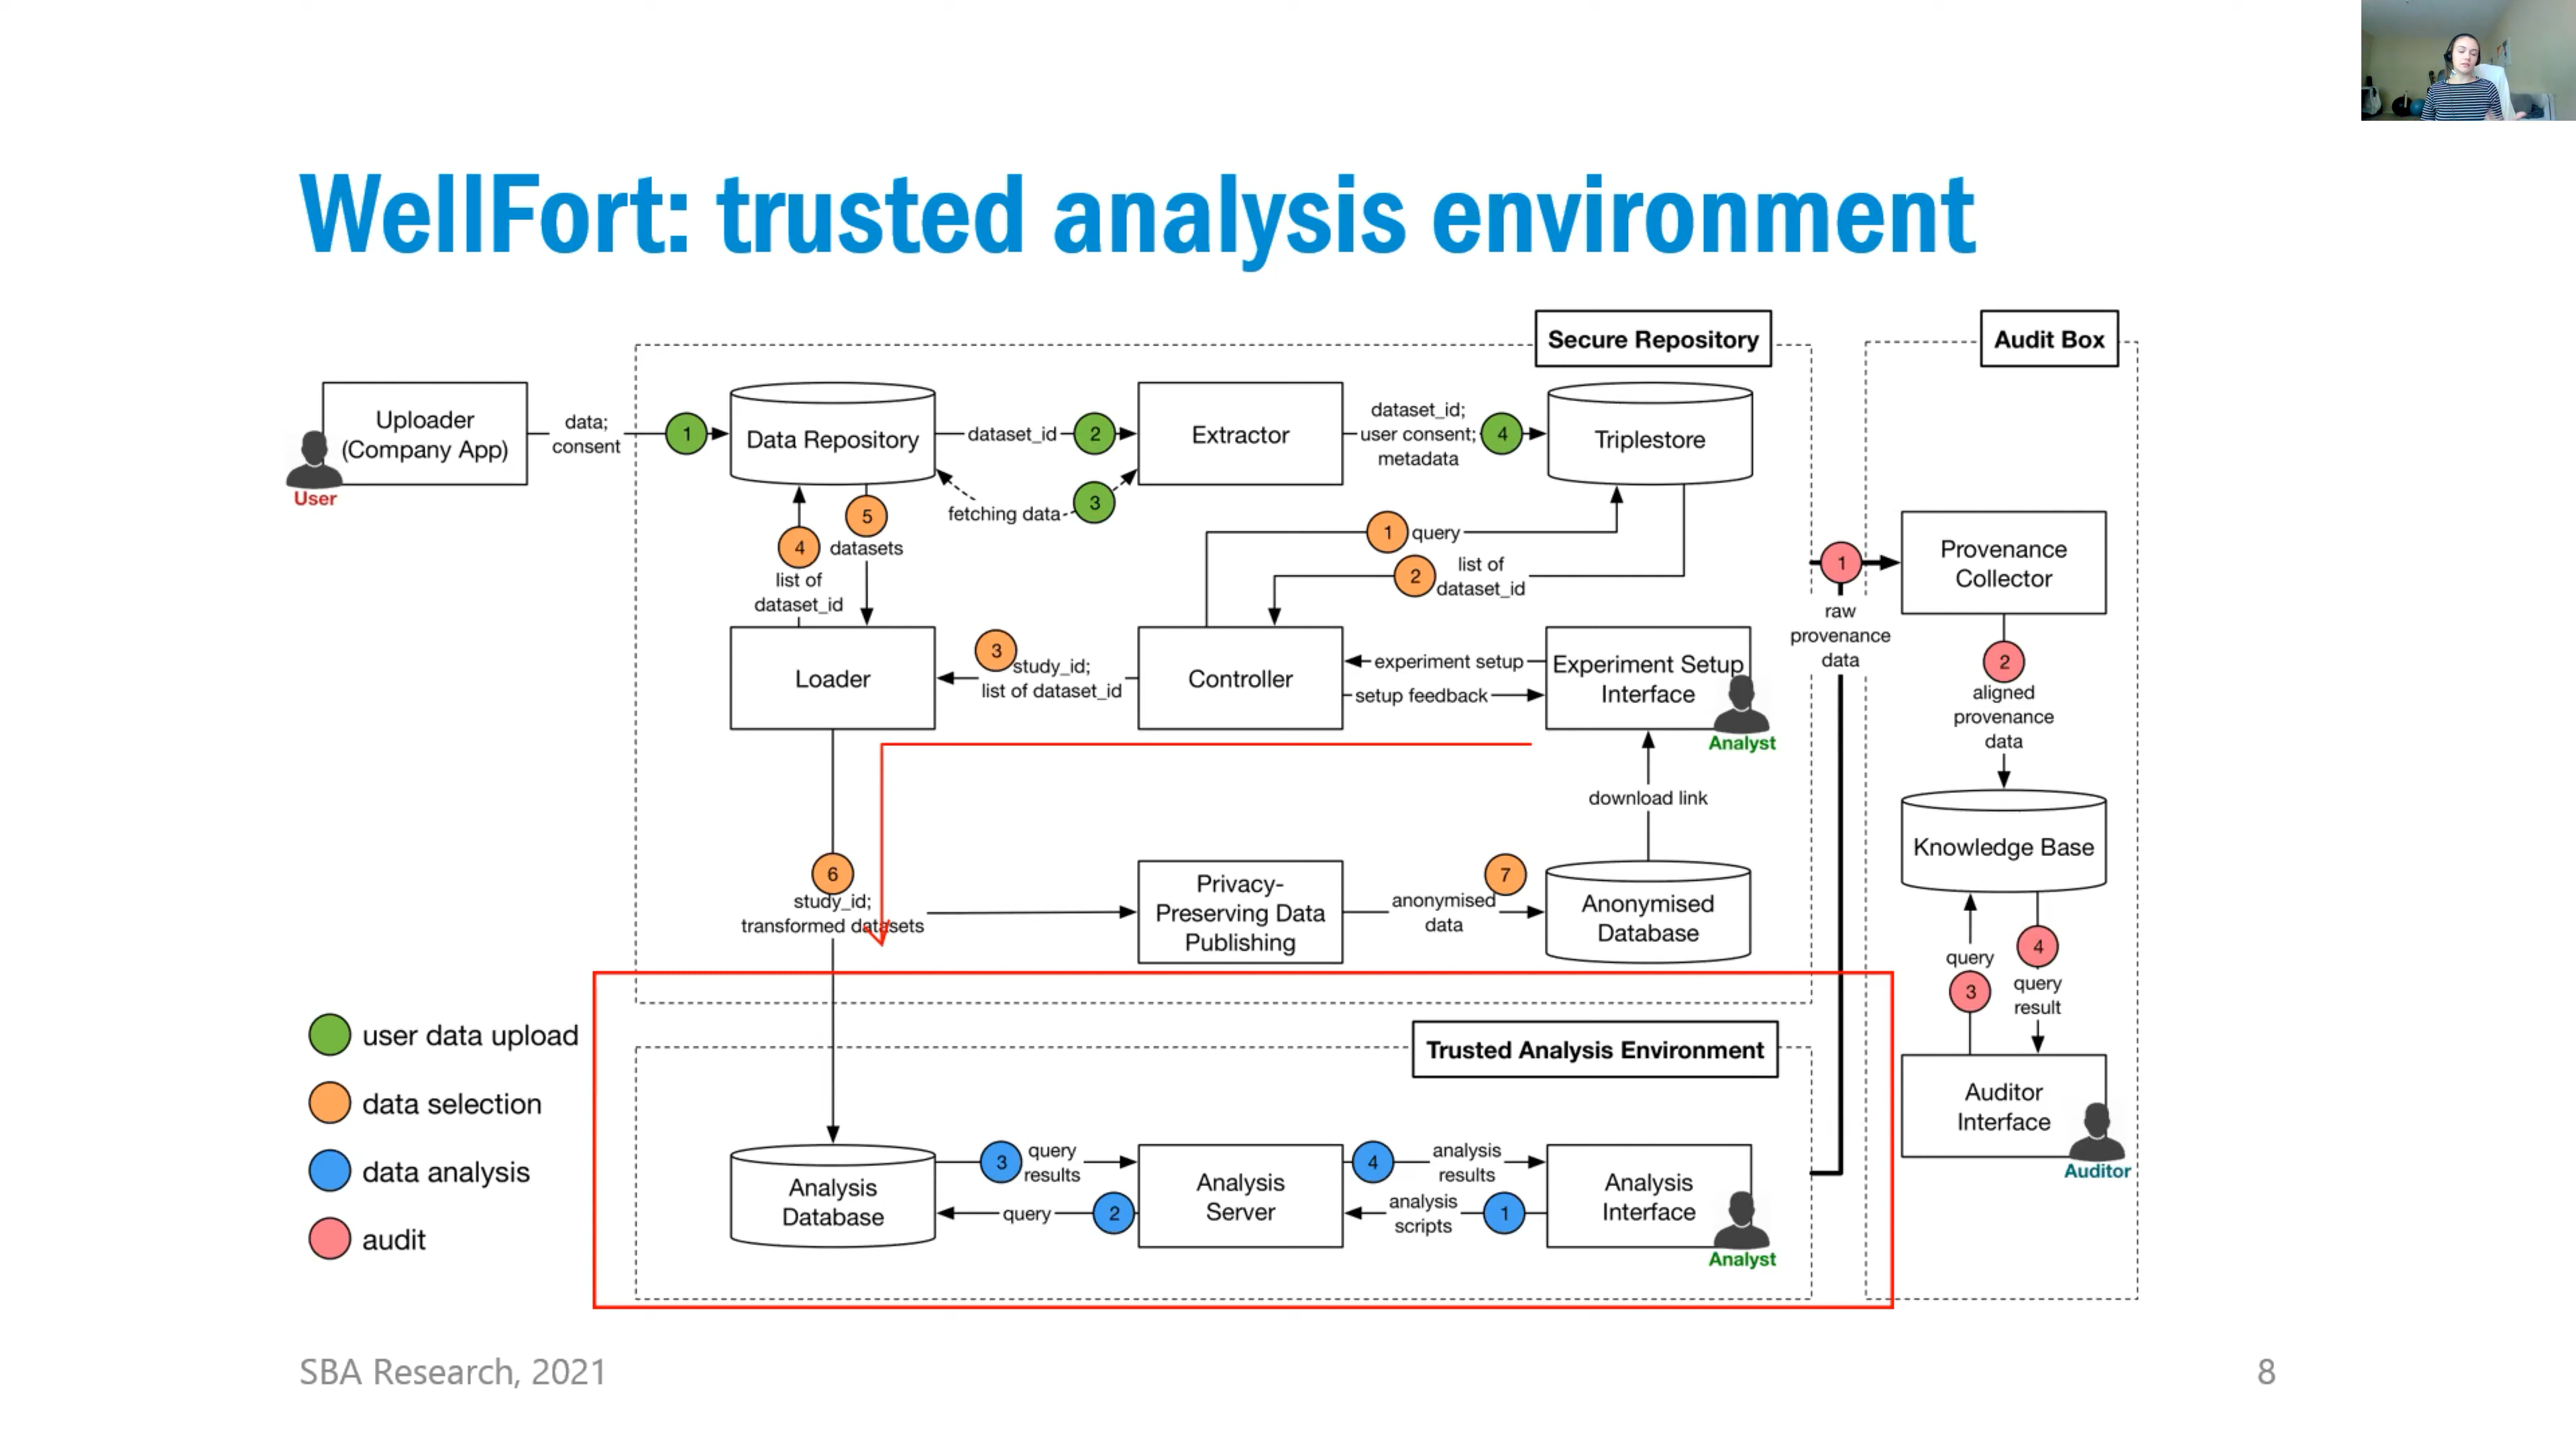 WellFort: trusted analysis environment
Secure Repository
Audit Box
Uploader
(Company App)
User
data;
consent
1
Data Repository
dataset_id
2
Extractor
dataset_id;
user consent;
metadata
4
Triplestore
fetching data
3
5
datasets
4
list of
dataset_id
1
query
2
list of
dataset_id
1
raw
provenance
data
Provenance
Collector
Loader
3
study_id;
list of dataset_id
Controller
experiment setup
setup feedback
Experiment Setup
Interface
Analyst
2
aligned
provenance
data
download link
Knowledge Base
6
study_id;
transformed datasets
Privacy-
Preserving Data
Publishing
7
anonymised
data
Anonymised
Database
query
3
4
query
result
Trusted Analysis Environment
Auditor
Interface
Auditor
user data upload
data selection
data analysis
audit
Analysis
Database
3
query
results
query
2
Analysis
Server
4
analysis
results
analysis
scripts
1
Analysis
Interface
Analyst
SBA Research, 2021
8